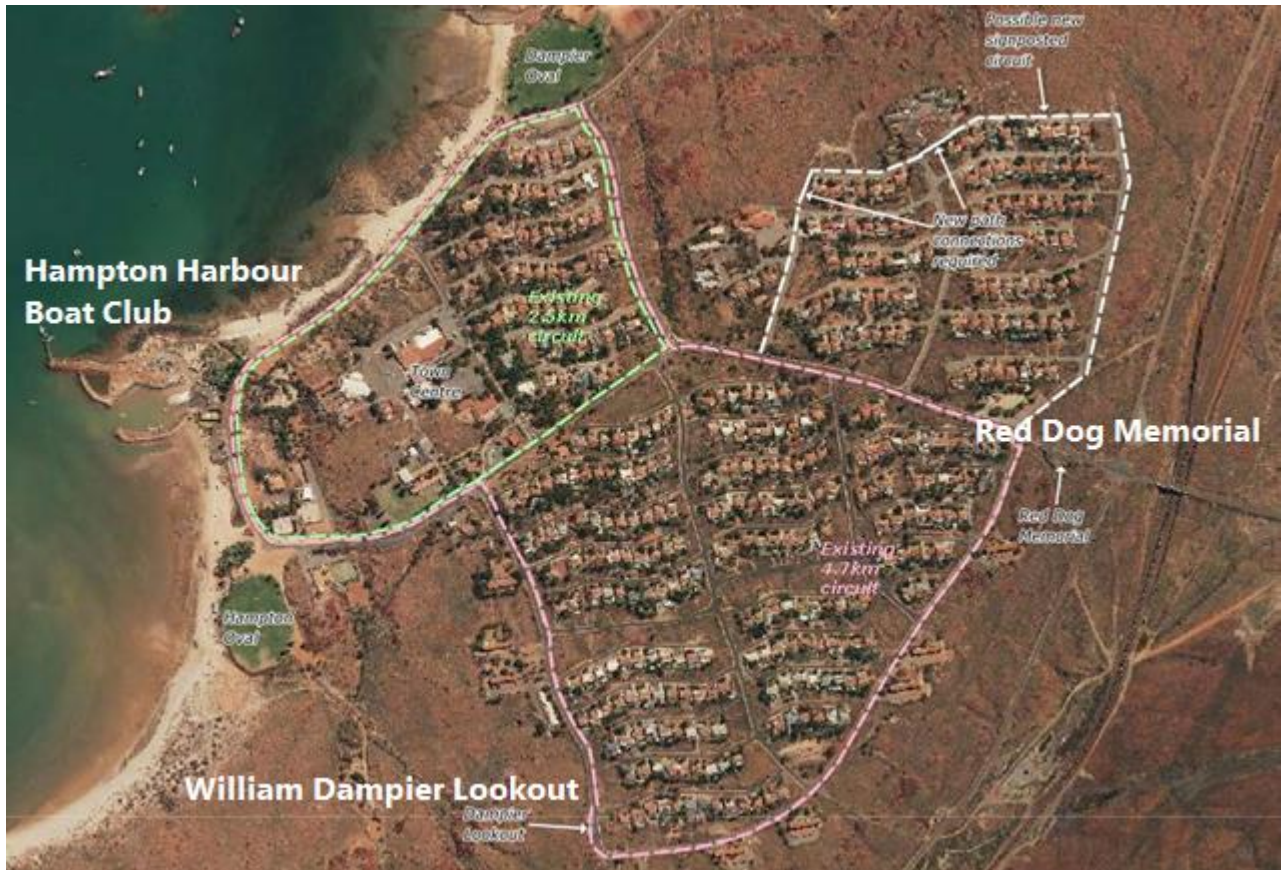 Possible new
signposted
circuit
Dampier
Oval
New path
connections
required
Hampton Harbour
Boat Club
Existing
2.5km
circuit
Town
Centre
Red Dog Memorial
Red Dog
Memorial
Existing
4.7km
circuit
Hampton
Oval
William Dampier Lookout
Dampier
Lookout